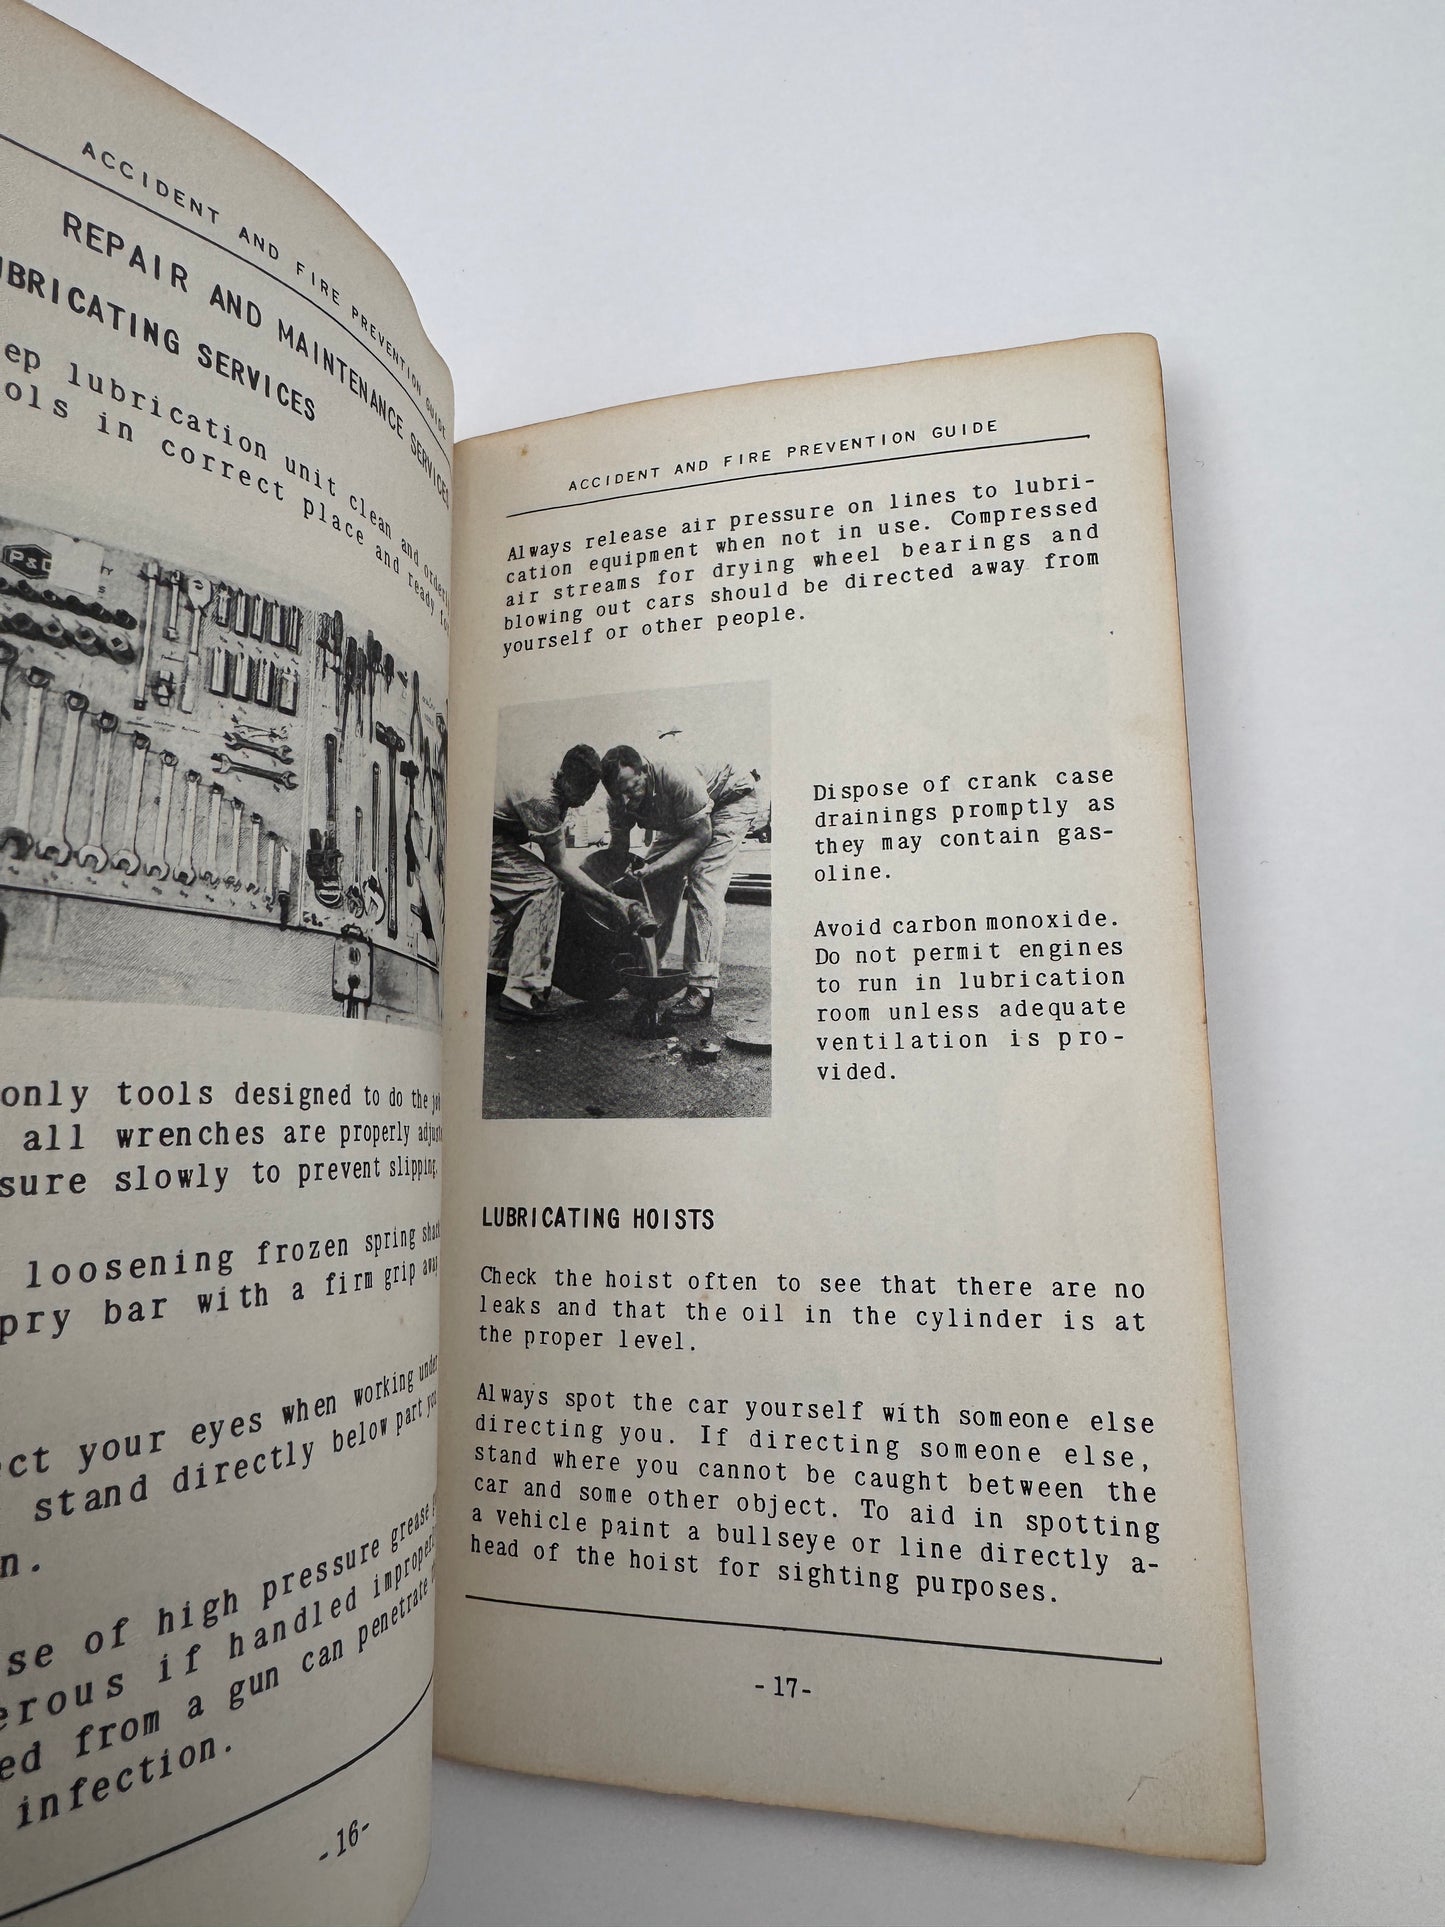 ACCIDENT AND FIRE PREVENTION GUIDE
REPAIR AND MAINTENANCE SERVICES
LUBRICATING SERVICES
lubrication unit clean and orderly
in correct place and ready for
P&C
only tools designed to do the job
all wrenches are properly
slowly to prevent slipping.
loosening frozen spring
pry bar with a firm grip away
your eyes when working under
stand directly below part you
of high pressure grease
if handled improperly
from a gun can penetrate
infection.
-16-
ACCIDENT AND FIRE PREVENTION GUIDE
Always release air pressure on lines to lubri-
cation equipment when not in use. Compressed
air streams for drying wheel bearings and
blowing out cars should be directed away from
yourself or other people.
Dispose of crank case
drainings promptly as
they may contain gas-
oline.
Avoid carbon monoxide.
Do not permit engines
to run in lubrication
room unless adequate
ventilation is pro-
vided.
LUBRICATING HOISTS
Check the hoist often to see that there are no
leaks and that the oil in the cylinder is at
the proper level.
Always spot the car yourself with someone else
directing you. If directing someone else,
stand where you cannot be caught between the
car and some other object. To aid in spotting
a vehicle paint a bullseye or line directly a-
head of the hoist for sighting purposes.
-17-